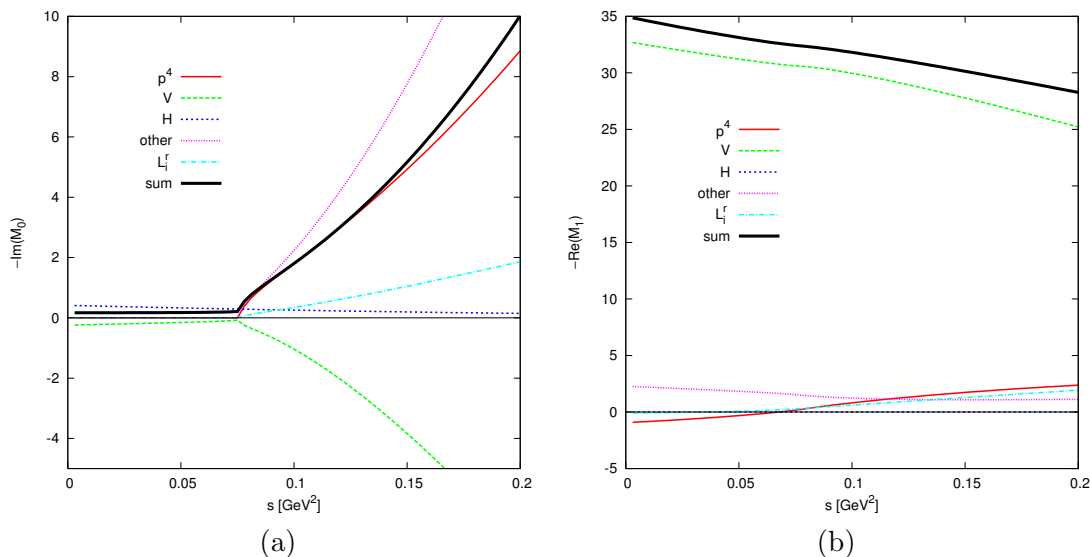 10
8
6
4
2
0
-2
-4
−Im(M₀)
p⁴
V
H
other
Lᵢʳ
sum
0 0.05 0.1 0.15 0.2
s [GeV²]
(a)
35
30
25
20
15
10
5
0
-5
−Re(M₁)
p⁴
V
H
other
Lᵢʳ
sum
0 0.05 0.1 0.15 0.2
s [GeV²]
(b)